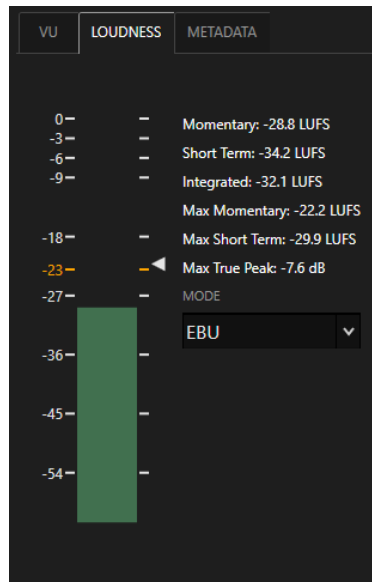 VU LOUDNESS METADATA
0
-3
-6
-9
-18
-23
-27
-36
-45
-54
Momentary: -28.8 LUFS
Short Term: -34.2 LUFS
Integrated: -32.1 LUFS
Max Momentary: -22.2 LUFS
Max Short Term: -29.9 LUFS
Max True Peak: -7.6 dB
MODE
EBU